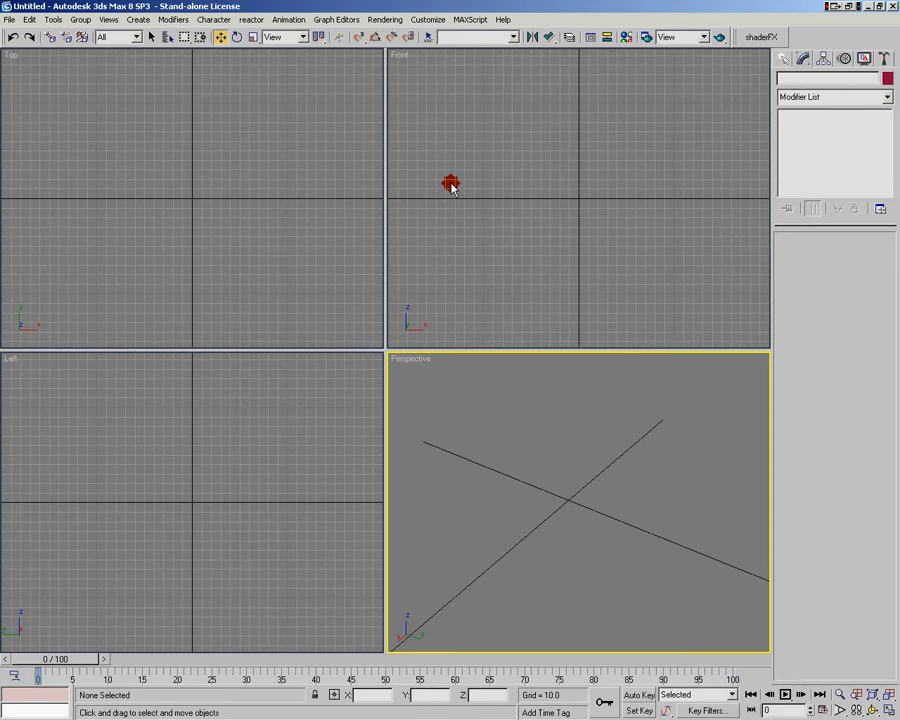 Untitled - Autodesk 3ds Max 8 SP3 - Stand-alone License
File Edit Tools Group Views Create Modifiers Character reactor Animation Graph Editors Rendering Customize MAXScript Help
All View View shaderFX
Top Front
Modifier List
x z x
z
Left Perspective
z z
0 / 100
0 5 10 15 20 25 30 35 40 45 50 55 60 65 70 75 80 85 90 95 100
None Selected X: Y: Z: Grid = 10.0 Auto Key Selected
Click and drag to select and move objects Add Time Tag Set Key Key Filters... 0